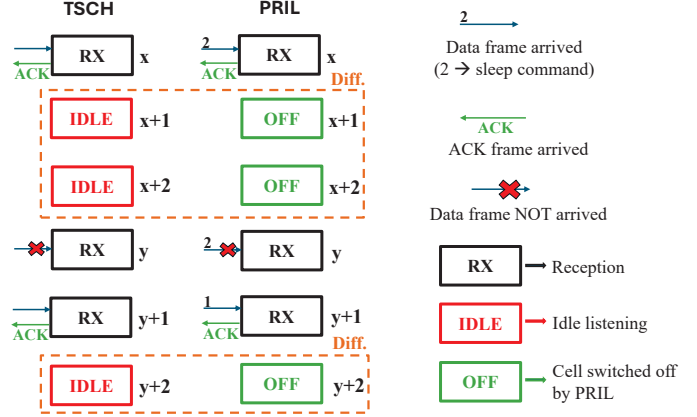 TSCH PRIL
RX x 2 RX x
ACK ACK
Diff.
IDLE x+1 OFF x+1
IDLE x+2 OFF x+2
RX y 2 RX y
RX y+1 1 RX y+1
ACK ACK
Diff.
IDLE y+2 OFF y+2
2
Data frame arrived
(2 → sleep command)
ACK
ACK frame arrived
Data frame NOT arrived
RX Reception
IDLE Idle listening
OFF Cell switched off
by PRIL